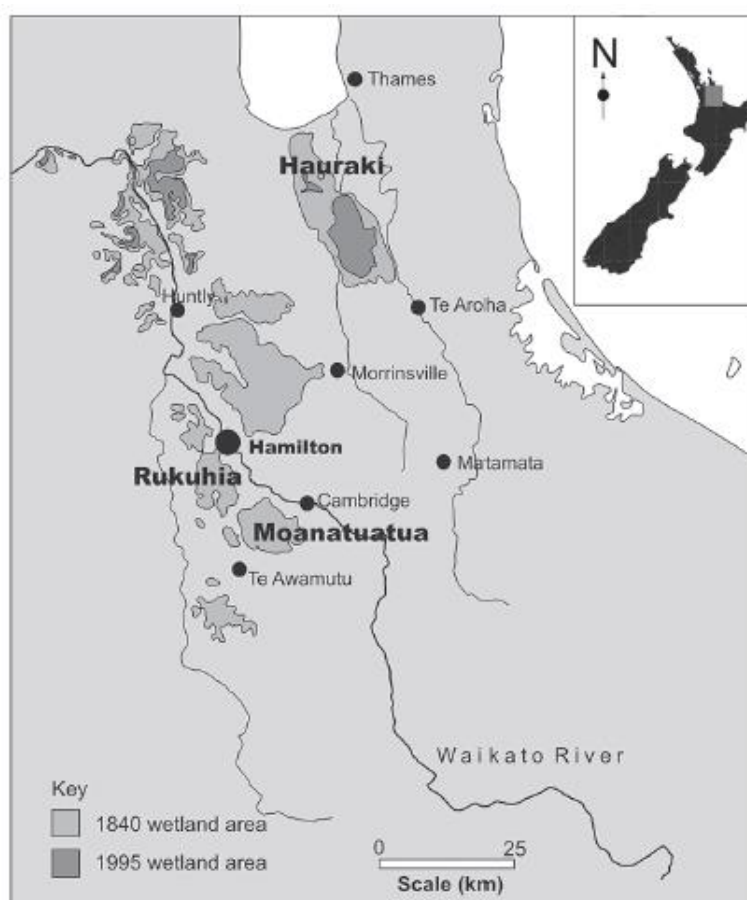 N
Thames
Hauraki
Huntly
Te Aroha
Morrinsville
Hamilton
Matamata
Rukuhia
Cambridge
Moanatuatua
Te Awamutu
Waikato River
Key
1840 wetland area
1995 wetland area
0 25
Scale (km)